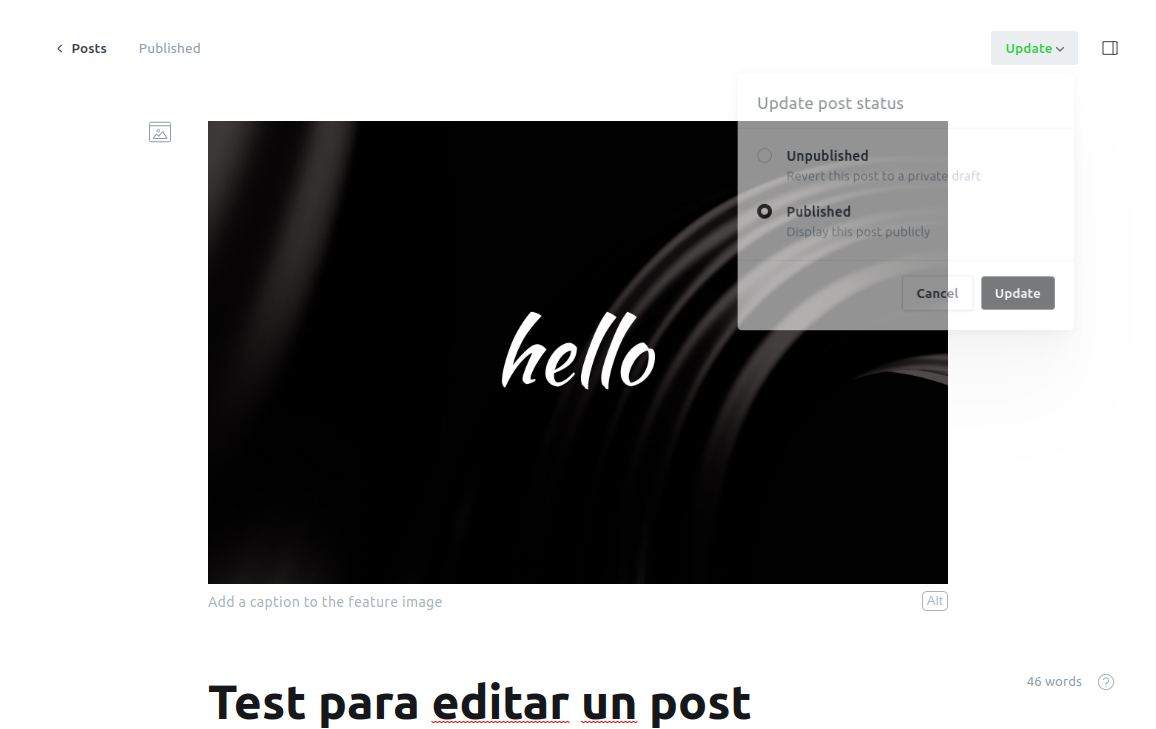 Posts Published Update
Update post status
Unpublished
Revert this post to a private draft
Published
Display this post publicly
Cancel Update
hello
Add a caption to the feature image Alt
46 words ?
Test para editar un post